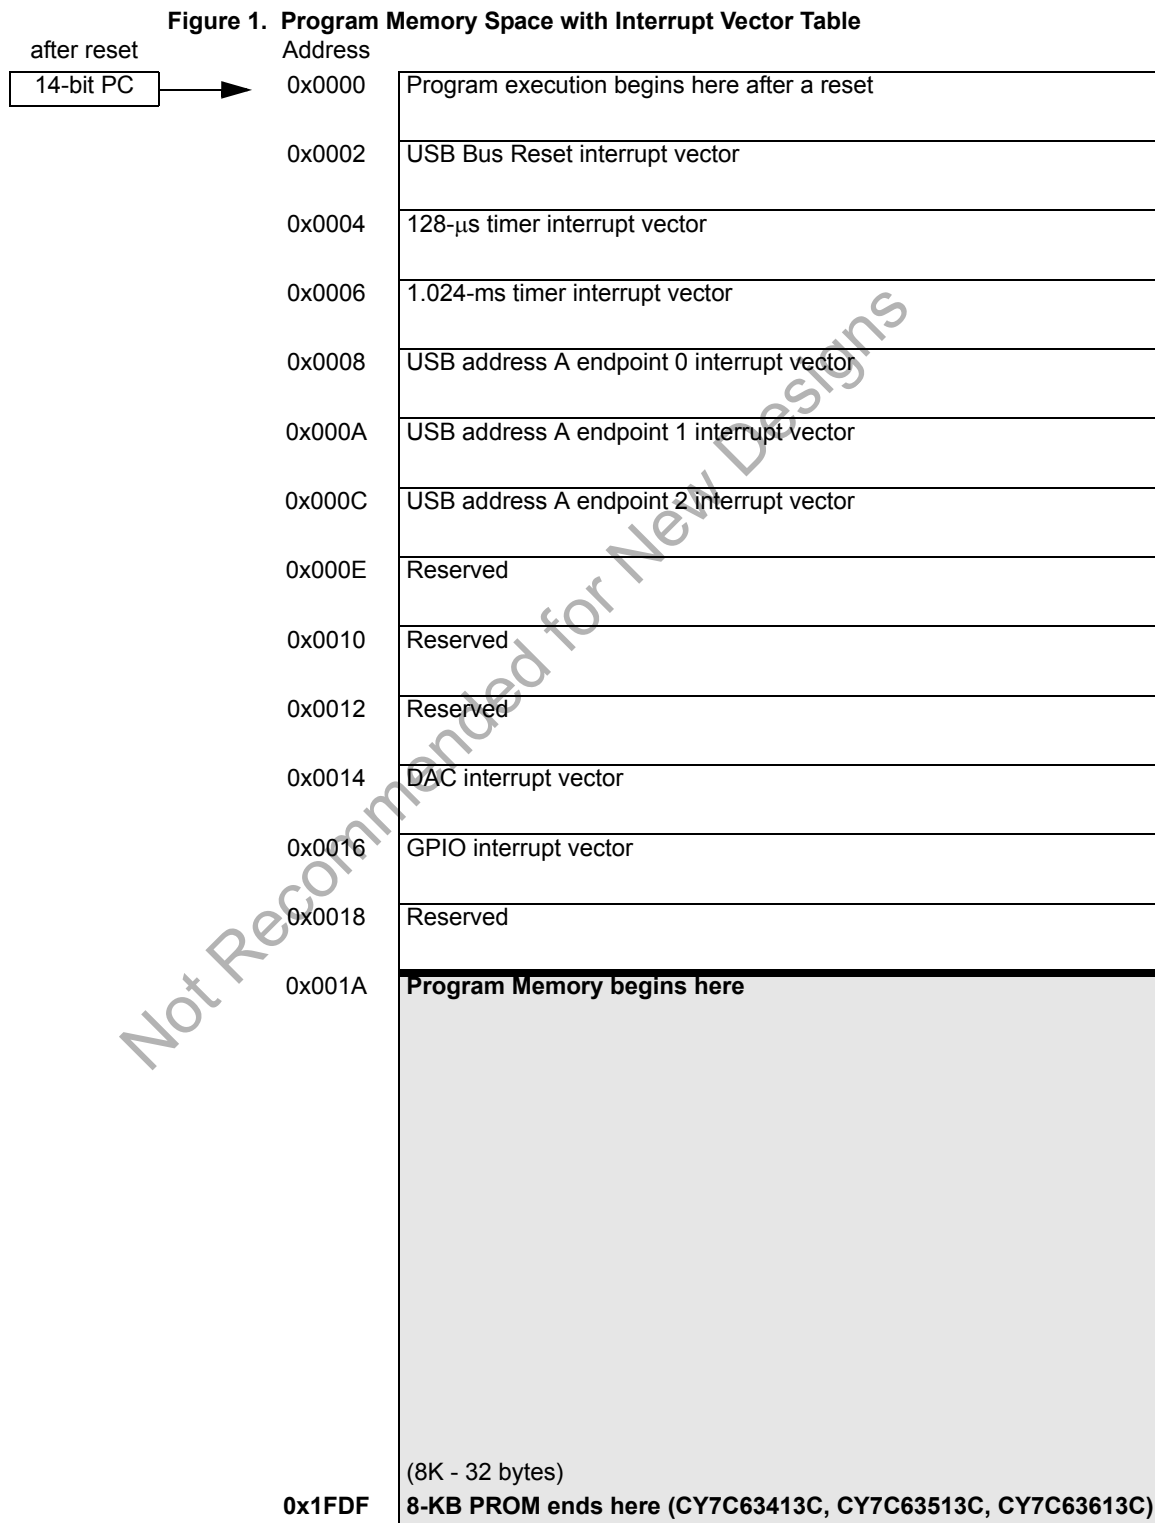 Figure 1.  Program Memory Space with Interrupt Vector Table
after reset Address
14-bit PC 0x0000 Program execution begins here after a reset
0x0002 USB Bus Reset interrupt vector
0x0004 128-μs timer interrupt vector
0x0006 1.024-ms timer interrupt vector
0x0008 USB address A endpoint 0 interrupt vector
0x000A USB address A endpoint 1 interrupt vector
0x000C USB address A endpoint 2 interrupt vector
0x000E Reserved
0x0010 Reserved
0x0012 Reserved
0x0014 DAC interrupt vector
0x0016 GPIO interrupt vector
0x0018 Reserved
0x001A Program Memory begins here
(8K - 32 bytes)
0x1FDF 8-KB PROM ends here (CY7C63413C, CY7C63513C, CY7C63613C)
Not Recommended for New Designs